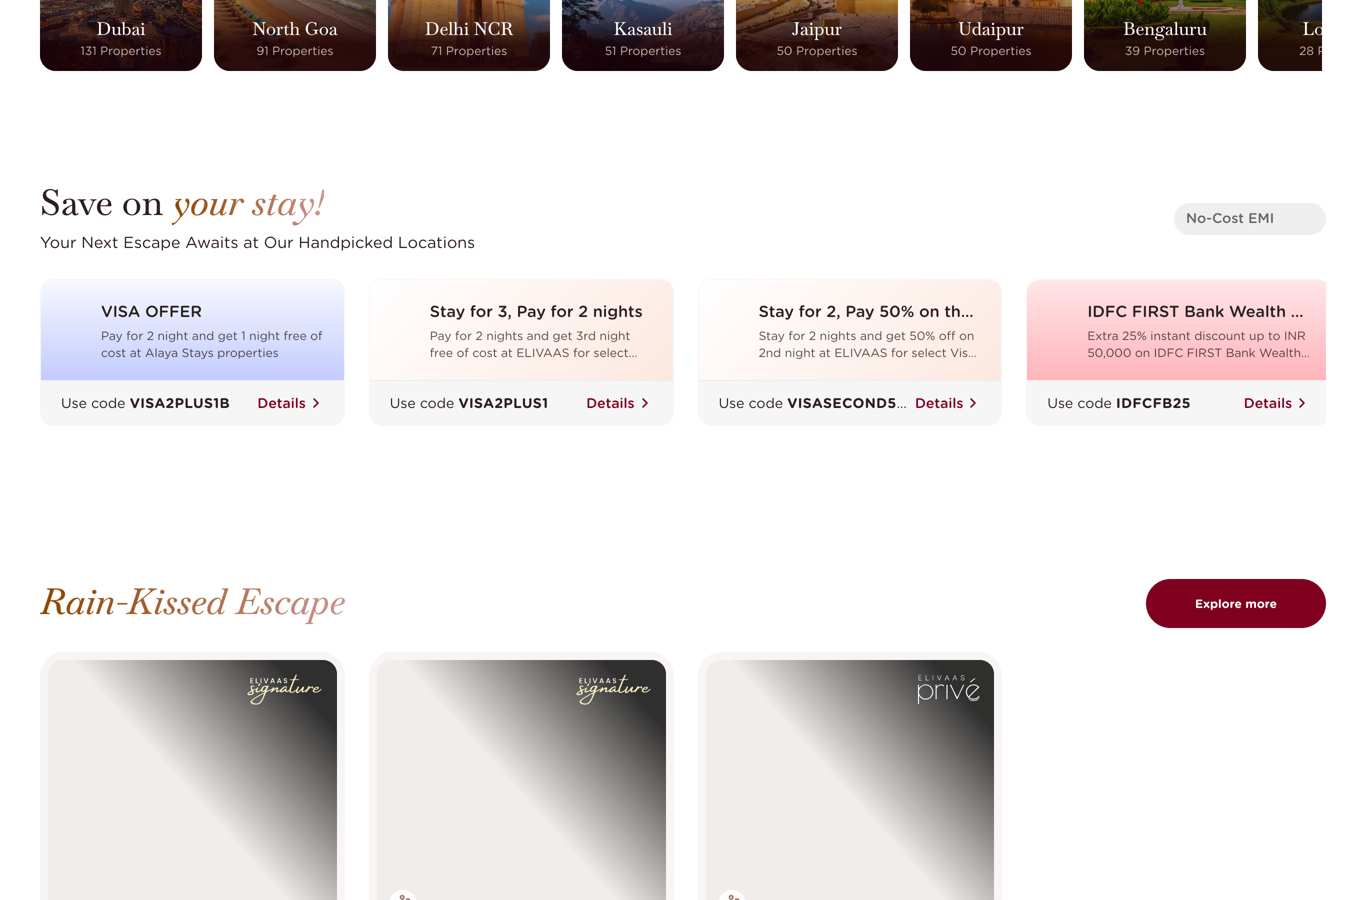 Dubai
131 Properties
North Goa
91 Properties
Delhi NCR
71 Properties
Kasauli
51 Properties
Jaipur
50 Properties
Udaipur
50 Properties
Bengaluru
39 Properties
Lo
28 P
Save on your stay!
Your Next Escape Awaits at Our Handpicked Locations
No-Cost EMI
VISA OFFER
Pay for 2 night and get 1 night free of
cost at Alaya Stays properties
Use code VISA2PLUS1B
Details
Stay for 3, Pay for 2 nights
Pay for 2 nights and get 3rd night
free of cost at ELIVAAS for select...
Use code VISA2PLUS1
Details
Stay for 2, Pay 50% on th...
Stay for 2 nights and get 50% off on
2nd night at ELIVAAS for select Vis...
Use code VISASECOND5...
Details
IDFC FIRST Bank Wealth ...
Extra 25% instant discount up to INR
50,000 on IDFC FIRST Bank Wealth...
Use code IDFCFB25
Details
Rain-Kissed Escape
Explore more
ELIVAAS
signature
ELIVAAS
signature
ELIVAAS
privé